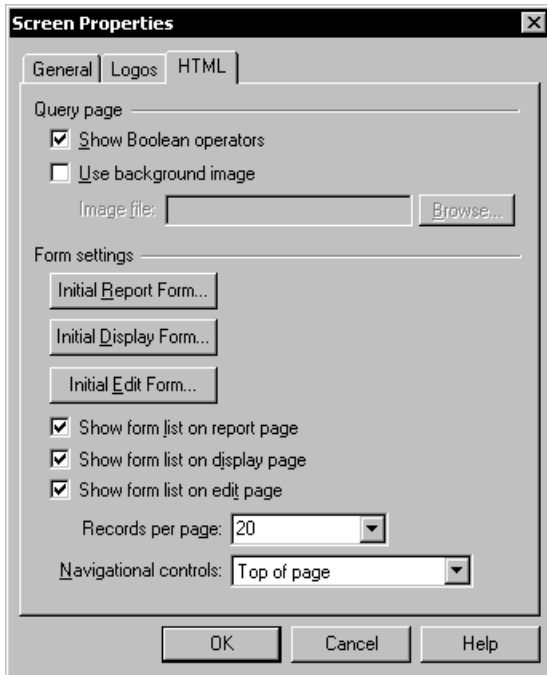 Screen Properties
General Logos HTML
Query page
Show Boolean operators
Use background image
Image file: Browse...
Form settings
Initial Report Form...
Initial Display Form...
Initial Edit Form...
Show form list on report page
Show form list on display page
Show form list on edit page
Records per page: 20
Navigational controls: Top of page
OK Cancel Help